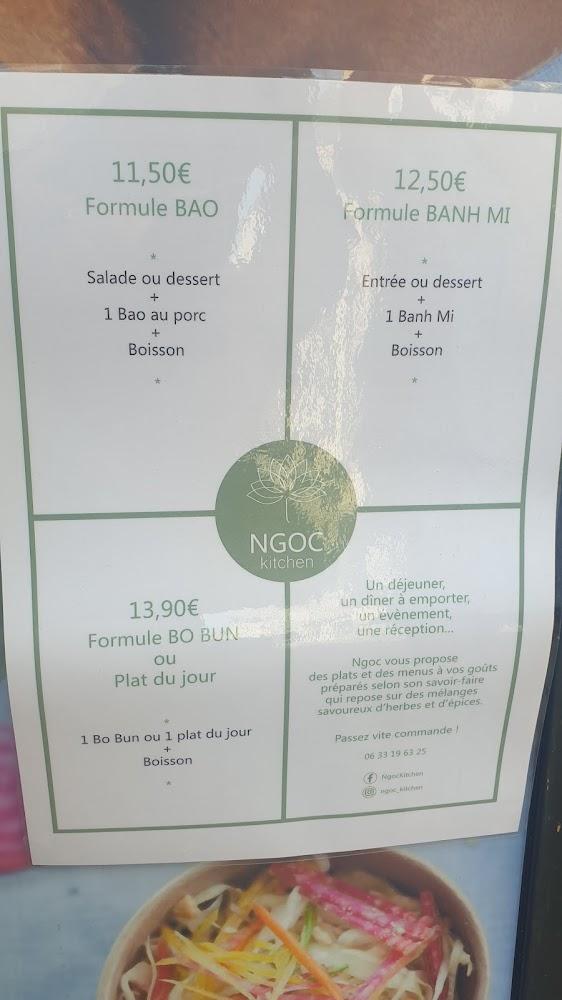 11,50€
Formule BAO
*
Salade ou dessert
+
1 Bao au porc
+
Boisson
*
12,50€
Formule BANH MI
*
Entrée ou dessert
+
1 Banh Mi
+
Boisson
*
NGOC
kitchen
13,90€
Formule BO BUN
ou
Plat du jour
*
1 Bo Bun ou 1 plat du jour
+
Boisson
*
Un déjeuner,
un dîner à emporter,
un évènement,
une réception...
Ngoc vous propose
des plats et des menus à vos goûts
préparés selon son savoir-faire
qui repose sur des mélanges
savoureux d'herbes et d'épices.
Passez vite commande !
06 33 19 63 25
NgocKitchen
ngoc_kitchen